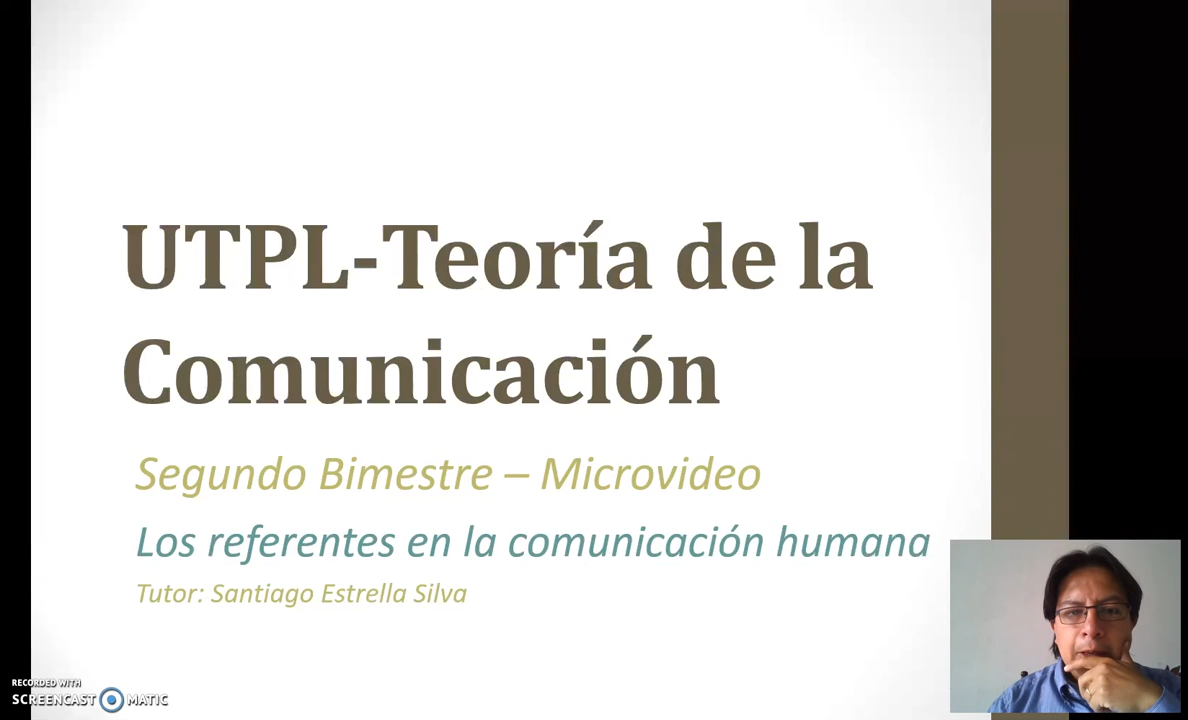 UTPL-Teoría de la
Comunicación
Segundo Bimestre – Microvideo
Los referentes en la comunicación humana
Tutor: Santiago Estrella Silva
RECORDED WITH
SCREENCAST MATIC